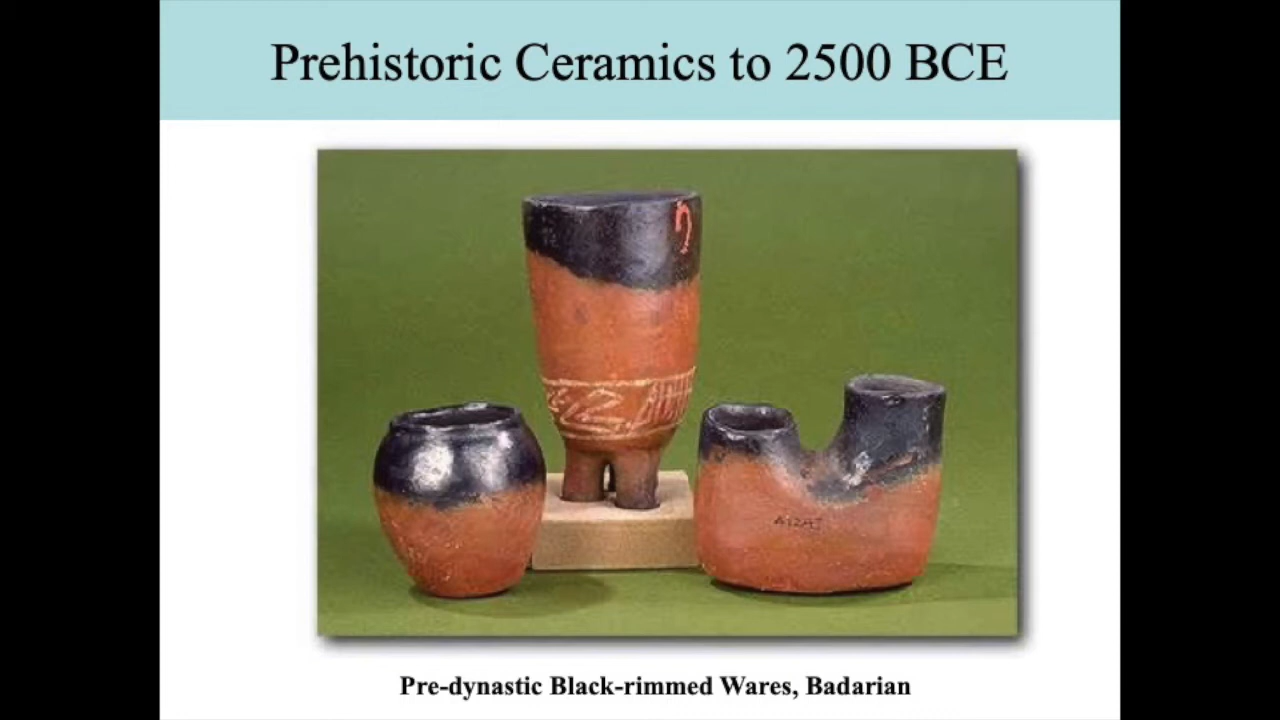 Prehistoric Ceramics to 2500 BCE
Pre-dynastic Black-rimmed Wares, Badarian